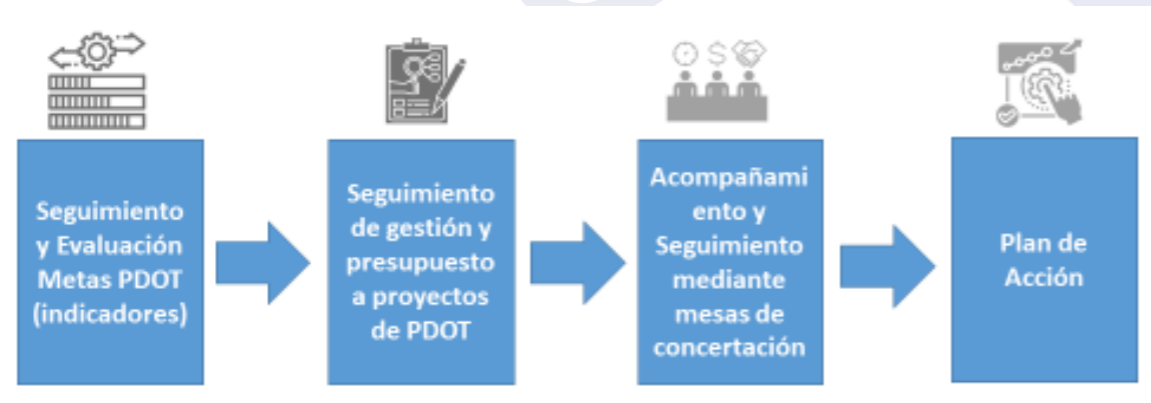 Seguimiento
y Evaluación
Metas PDOT
(indicadores)
Seguimiento
de gestión y
presupuesto
a proyectos
de PDOT
Acompañami
ento y
Seguimiento
mediante
mesas de
concertación
Plan de
Acción